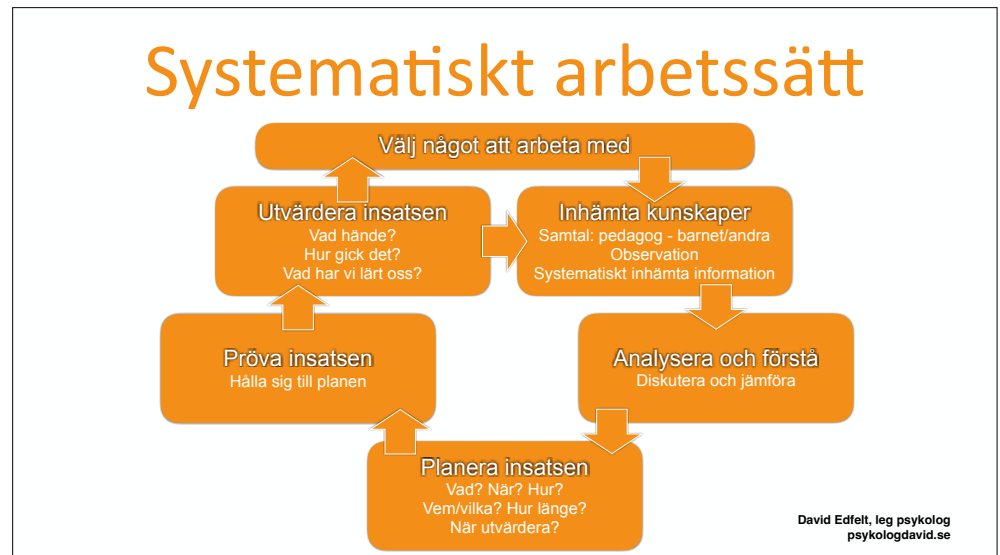 Systematiskt arbetssätt
Välj något att arbeta med
Utvärdera insatsen
Vad hände?
Hur gick det?
Vad har vi lärt oss?
Inhämta kunskaper
Samtal: pedagog - barnet/andra
Observation
Systematiskt inhämta information
Pröva insatsen
Hålla sig till planen
Analysera och förstå
Diskutera och jämföra
Planera insatsen
Vad? När? Hur?
Vem/vilka? Hur länge?
När utvärdera?
David Edfelt, leg psykolog
psykologdavid.se